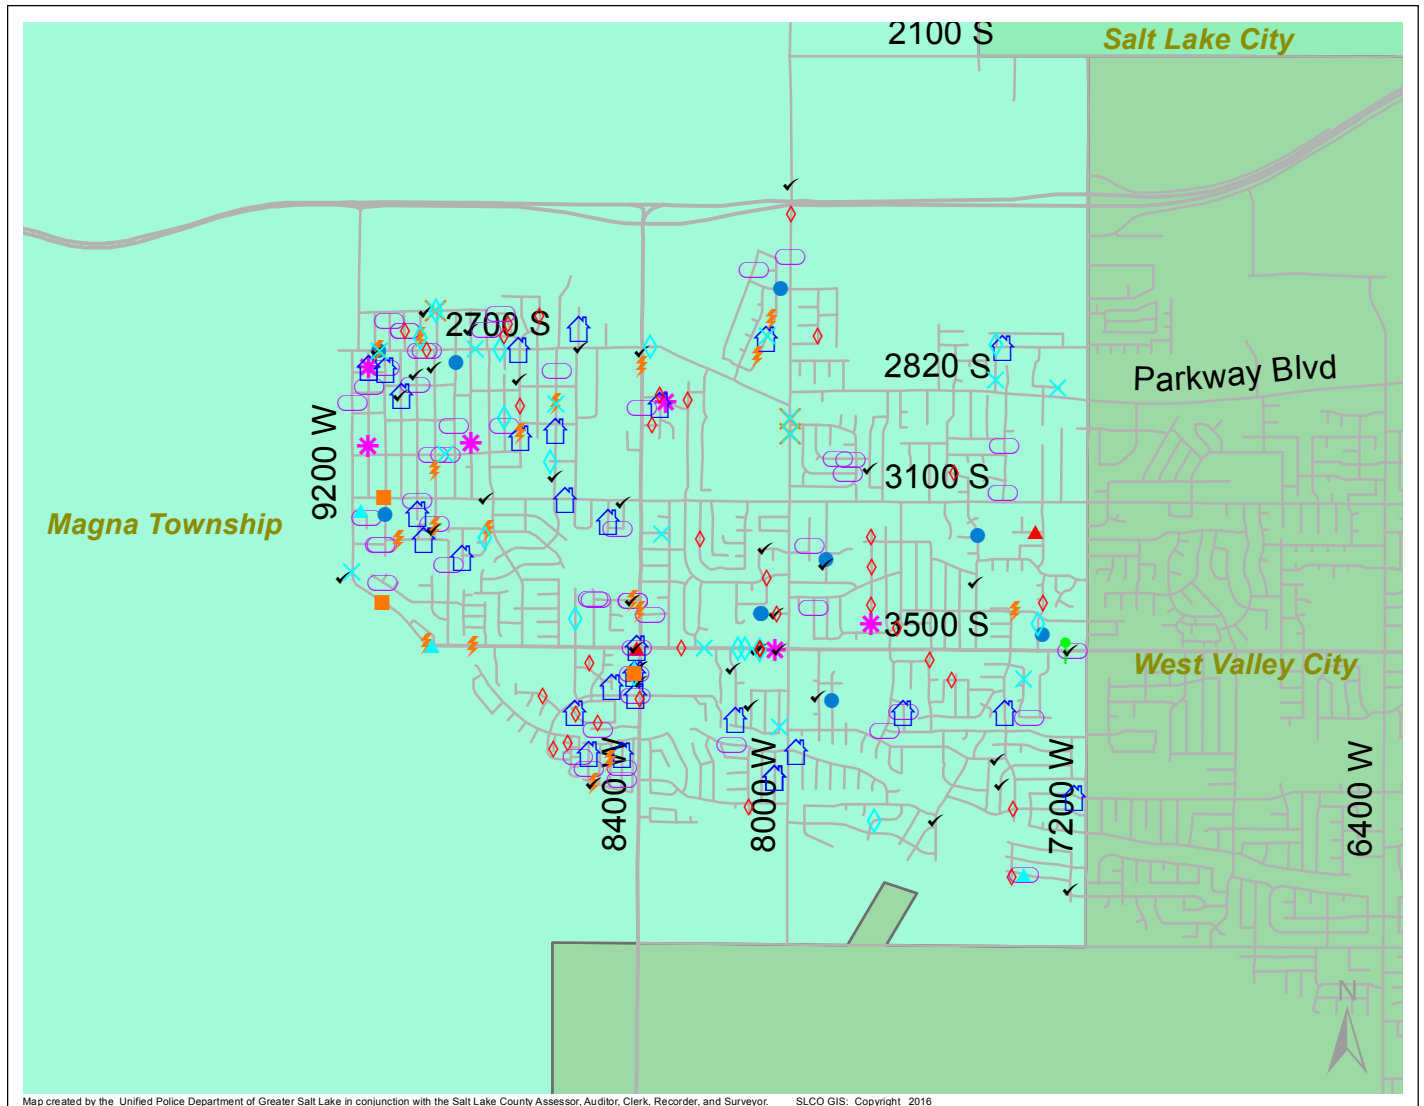 2100 S
Salt Lake City
2700 S
2820 S
Parkway Blvd
9200 W
3100 S
Magna Township
3500 S
West Valley City
8400 W
8000 W
7200 W
6400 W
N
Map created by the Unified Police Department of Greater Salt Lake in conjunction with the Salt Lake County Assessor, Auditor, Clerk, Recorder, and Surveyor. SLCO GIS: Copyright 2016